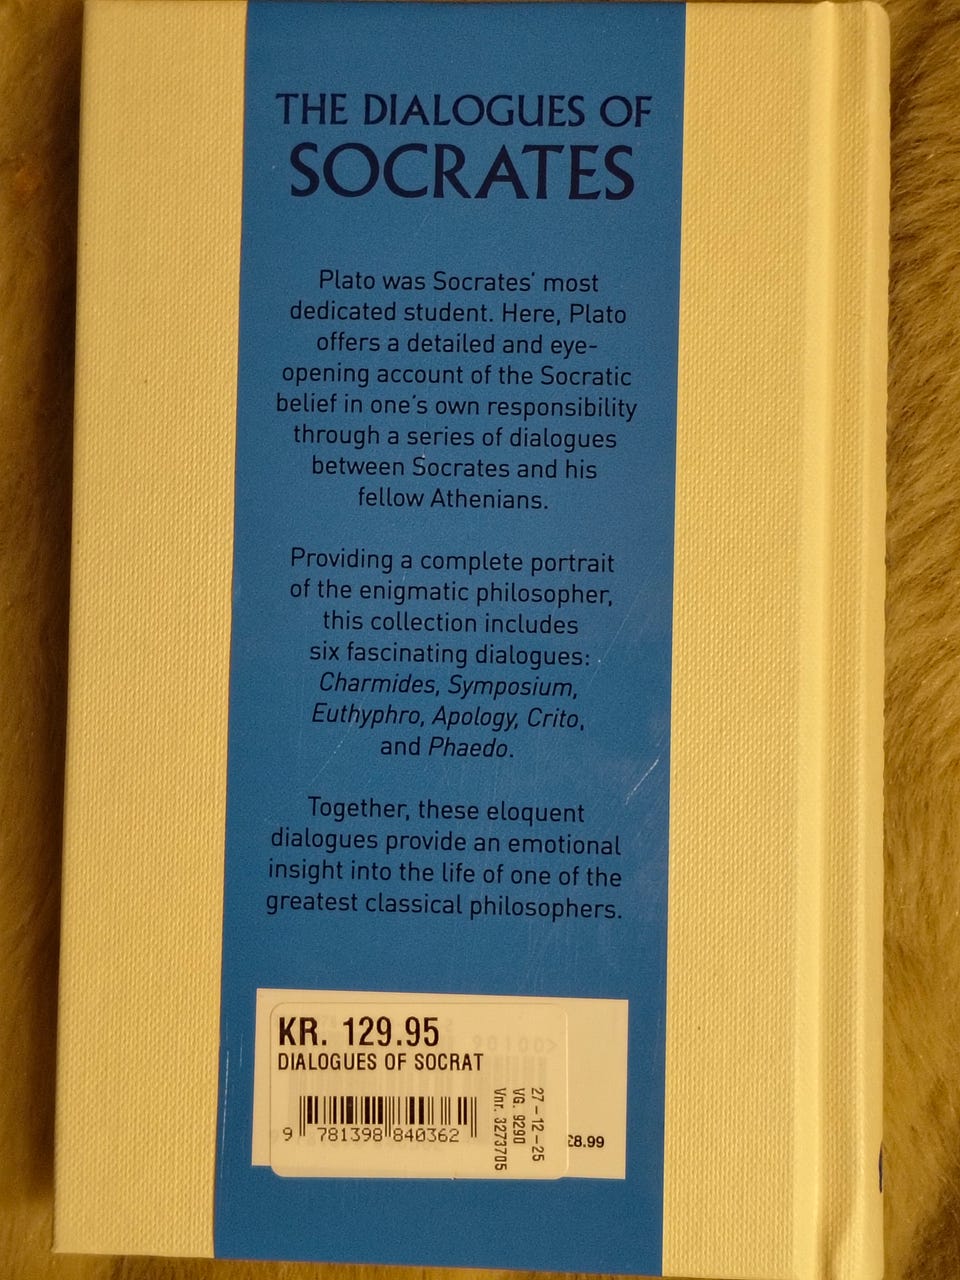 THE DIALOGUES OF
SOCRATES
Plato was Socrates' most
dedicated student. Here, Plato
offers a detailed and eye-
opening account of the Socratic
belief in one's own responsibility
through a series of dialogues
between Socrates and his
fellow Athenians.
Providing a complete portrait
of the enigmatic philosopher,
this collection includes
six fascinating dialogues:
Charmides, Symposium,
Euthyphro, Apology, Crito,
and Phaedo.
Together, these eloquent
dialogues provide an emotional
insight into the life of one of the
greatest classical philosophers.
KR. 129.95
DIALOGUES OF SOCRAT
9 781398 840362
27-12-25
VG. 9290
Vnr. 3273705
£8.99